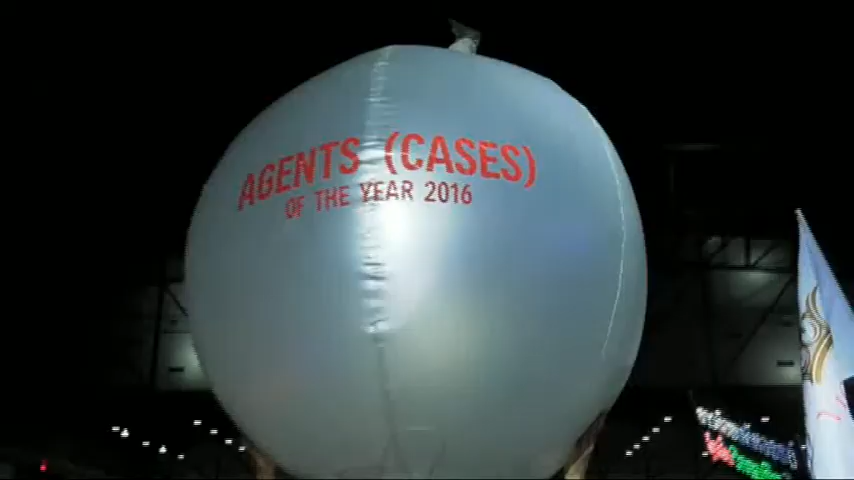 AGENTS (CASES)
OF THE YEAR 2016